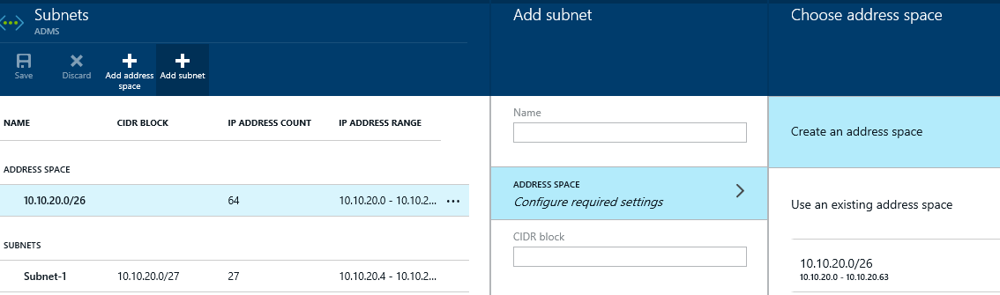 Subnets
ADMS
Save
Discard
Add address
space
Add subnet
NAME CIDR BLOCK IP ADDRESS COUNT IP ADDRESS RANGE
ADDRESS SPACE
10.10.20.0/26 64 10.10.20.0 - 10.10.2... ...
SUBNETS
Subnet-1 10.10.20.0/27 27 10.10.20.4 - 10.10.2...
Add subnet
Name
ADDRESS SPACE
Configure required settings
CIDR block
Choose address space
Create an address space
Use an existing address space
10.10.20.0/26
10.10.20.0 - 10.10.20.63